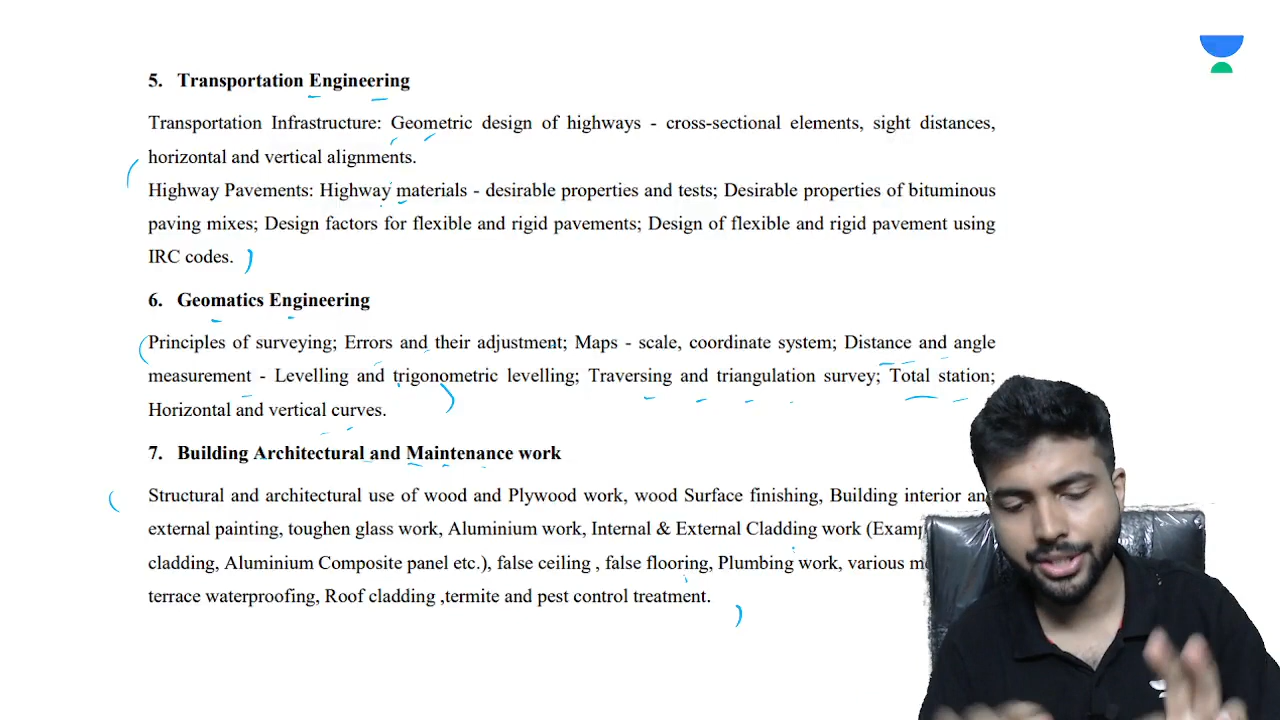 5. Transportation Engineering
Transportation Infrastructure: Geometric design of highways - cross-sectional elements, sight distances,
horizontal and vertical alignments.
Highway Pavements: Highway materials - desirable properties and tests; Desirable properties of bituminous
paving mixes; Design factors for flexible and rigid pavements; Design of flexible and rigid pavement using
IRC codes.
6. Geomatics Engineering
Principles of surveying; Errors and their adjustment; Maps - scale, coordinate system; Distance and angle
measurement - Levelling and trigonometric levelling; Traversing and triangulation survey; Total station;
Horizontal and vertical curves.
7. Building Architectural and Maintenance work
Structural and architectural use of wood and Plywood work, wood Surface finishing, Building interior
external painting, toughen glass work, Aluminium work, Internal & External Cladding work
cladding, Aluminium Composite panel etc.), false ceiling , false flooring, Plumbing work, various
terrace waterproofing, Roof cladding ,termite and pest control treatment.